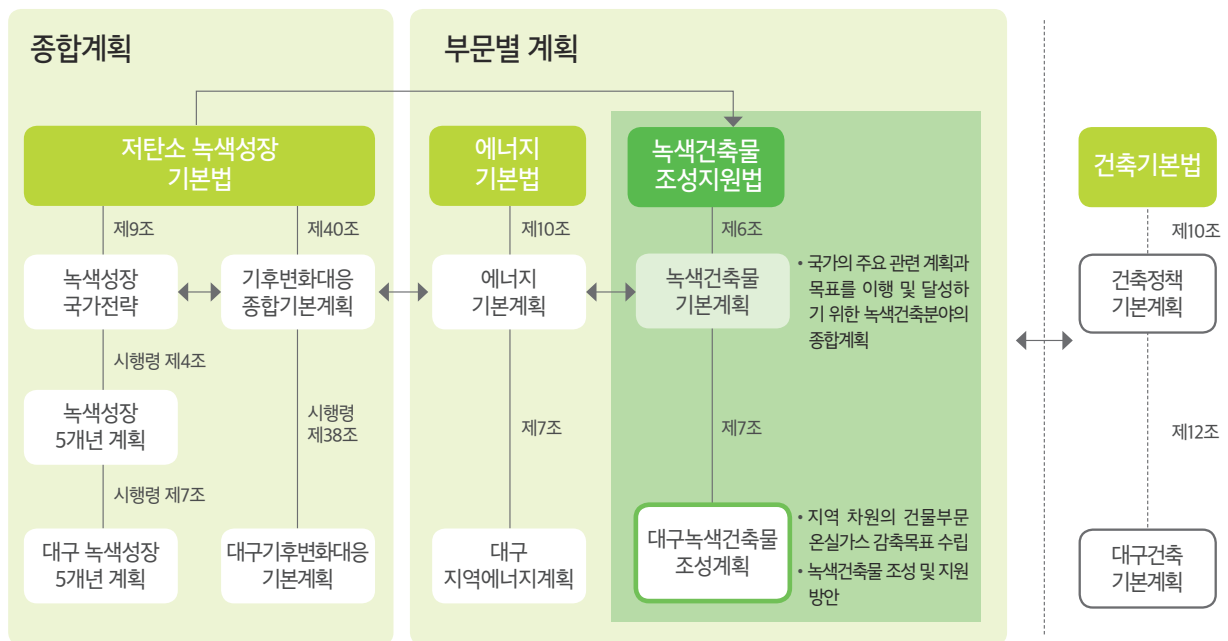 종합계획
부문별 계획
저탄소 녹색성장
기본법
에너지
기본법
녹색건축물
조성지원법
건축기본법
제9조
제40조
제10조
제6조
제10조
녹색성장
국가전략
기후변화대응
종합기본계획
에너지
기본계획
녹색건축물
기본계획
• 국가의 주요 관련 계획과
목표를 이행 및 달성하
기 위한 녹색건축분야의
종합계획
건축정책
기본계획
시행령 제4조
녹색성장
5개년 계획
시행령
제38조
제7조
제7조
제12조
시행령 제7조
대구 녹색성장
5개년 계획
대구기후변화대응
기본계획
대구
지역에너지계획
대구녹색건축물
조성계획
• 지역 차원의 건물부문
온실가스 감축목표 수립
• 녹색건축물 조성 및 지원
방안
대구건축
기본계획